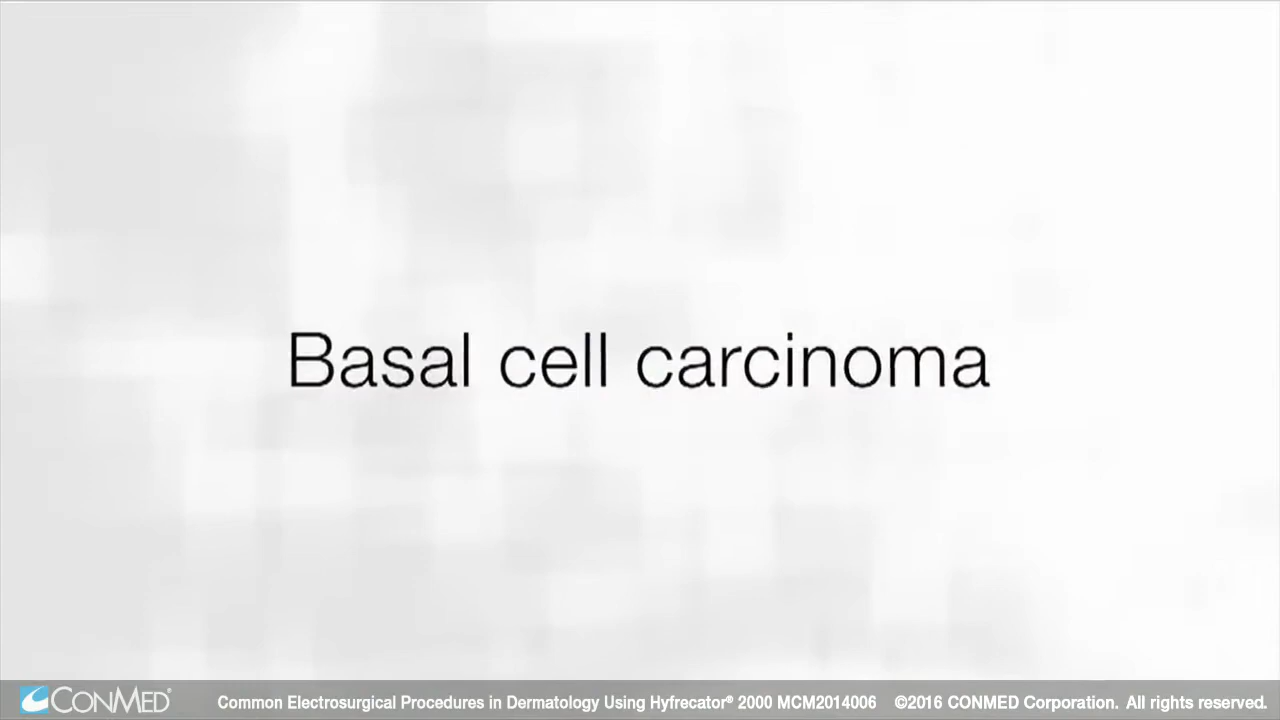 Basal cell carcinoma
CONMED® Common Electrosurgical Procedures in Dermatology Using Hyfrecator® 2000 MCM2014006 ©2016 CONMED Corporation. All rights reserved.